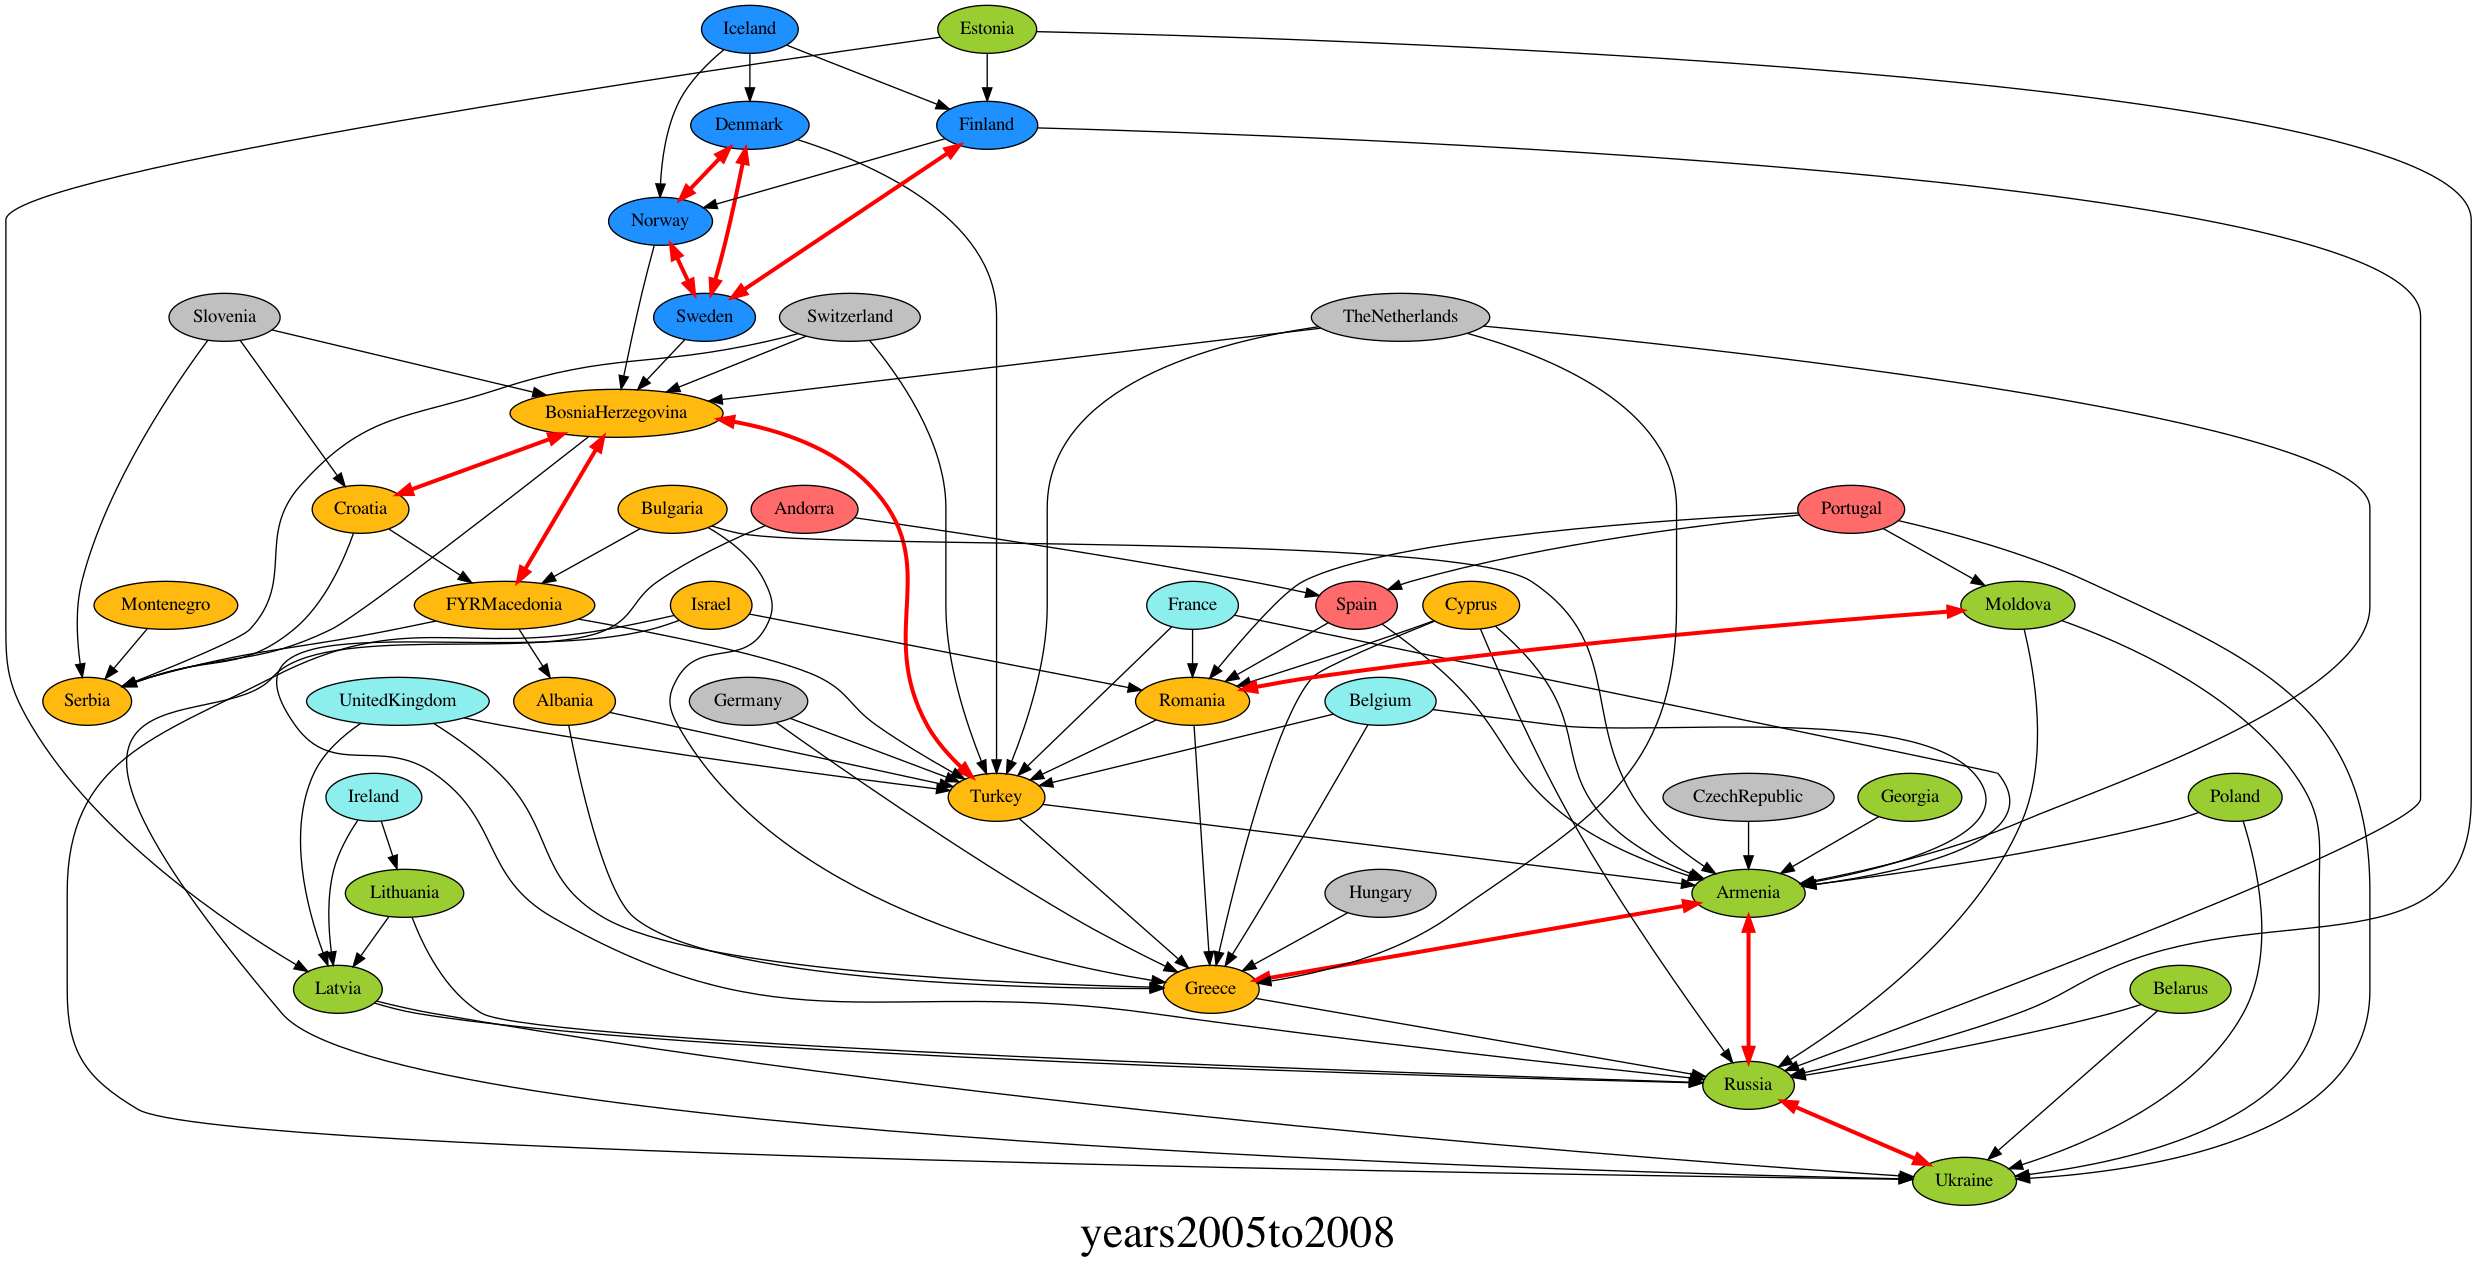 Iceland
Estonia
Denmark
Finland
Norway
Slovenia
Sweden
Switzerland
TheNetherlands
BosniaHerzegovina
Croatia
Bulgaria
Andorra
Portugal
Montenegro
FYRMacedonia
Israel
France
Spain
Cyprus
Moldova
Serbia
UnitedKingdom
Albania
Germany
Romania
Belgium
Ireland
Turkey
CzechRepublic
Georgia
Poland
Lithuania
Hungary
Armenia
Latvia
Greece
Belarus
Russia
Ukraine
years2005to2008